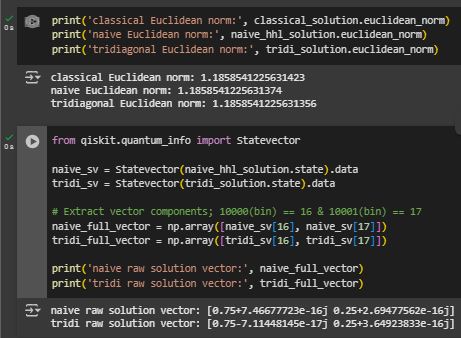 0s
print('classical Euclidean norm:', classical_solution.euclidean_norm)
print('naive Euclidean norm:', naive_hhl_solution.euclidean_norm)
print('tridiagonal Euclidean norm:', tridi_solution.euclidean_norm)
classical Euclidean norm: 1.1858541225631423
naive Euclidean norm: 1.1858541225631374
tridiagonal Euclidean norm: 1.1858541225631356
0s
from qiskit.quantum_info import Statevector
naive_sv = Statevector(naive_hhl_solution.state).data
tridi_sv = Statevector(tridi_solution.state).data
# Extract vector components; 10000(bin) == 16 & 10001(bin) == 17
naive_full_vector = np.array([naive_sv[16], naive_sv[17]])
tridi_full_vector = np.array([tridi_sv[16], tridi_sv[17]])
print('naive raw solution vector:', naive_full_vector)
print('tridi raw solution vector:', tridi_full_vector)
naive raw solution vector: [0.75+7.46677723e-16j 0.25+2.69477562e-16j]
tridi raw solution vector: [0.75-7.11448145e-17j 0.25+3.64923833e-16j]